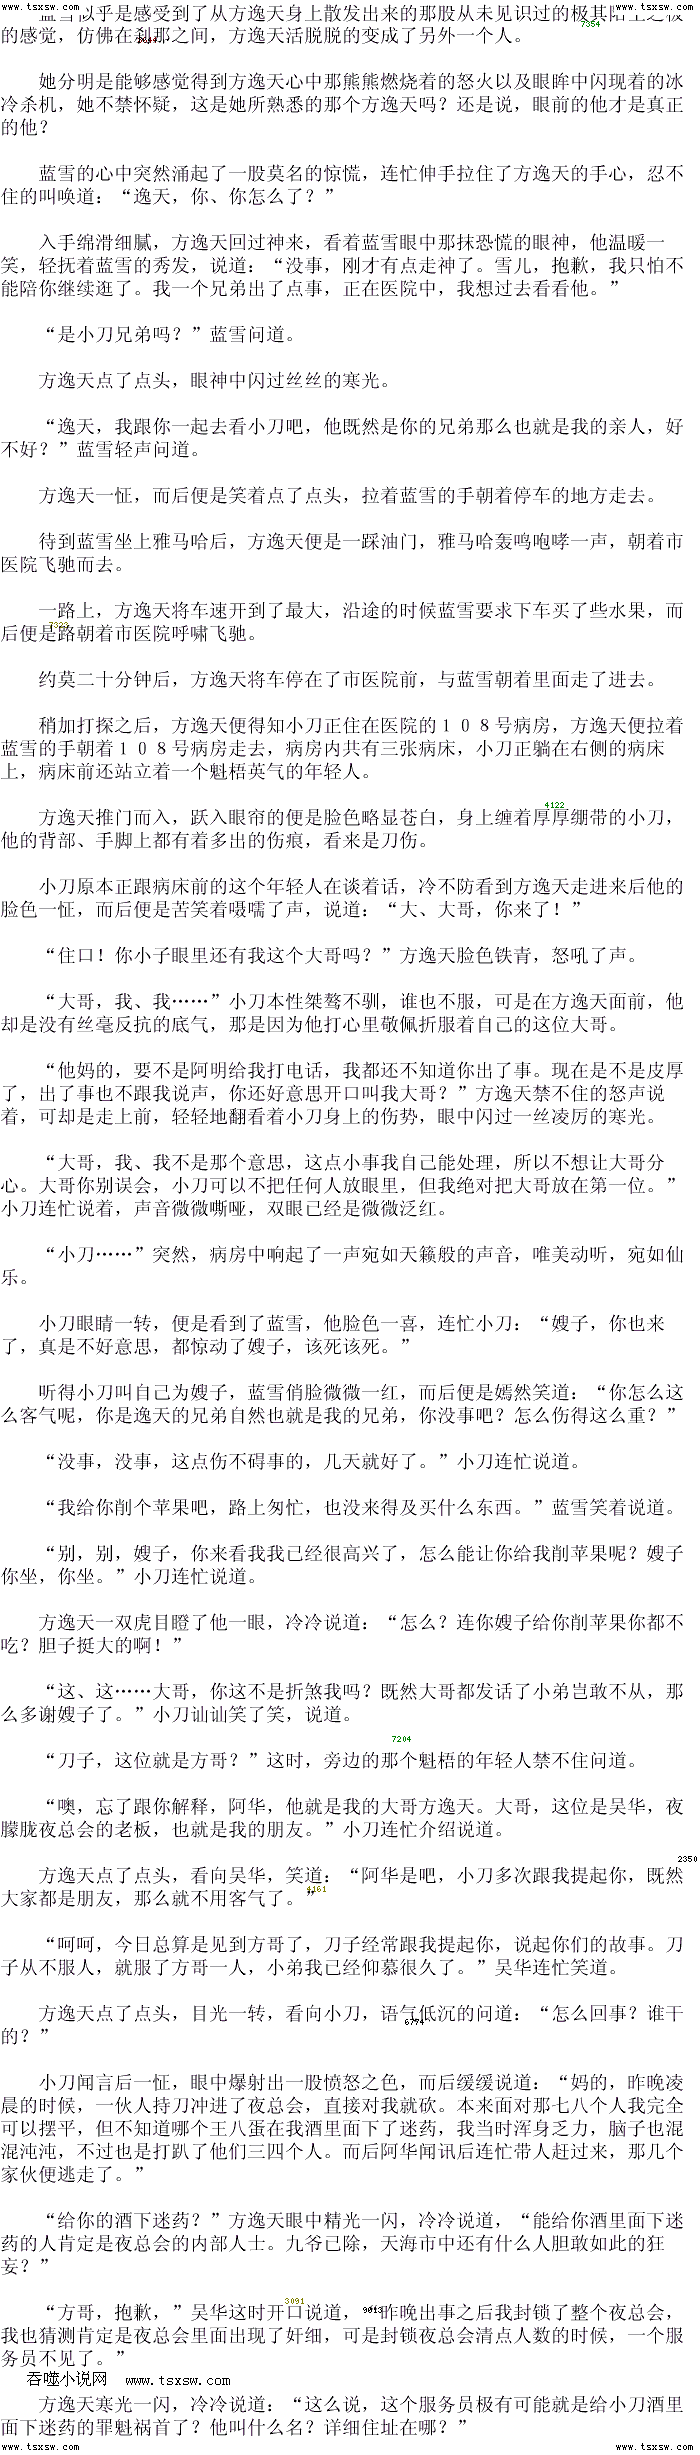 www.tsxsw.com www.tsxsw.com
蓝雪似乎是感受到了从方逸天身上散发出来的那股从未见识过的极其陌生之极
7354
的感觉，仿佛在刹那之间，方逸天活脱脱的变成了另外一个人。
她分明是能够感觉得到方逸天心中那熊熊燃烧着的怒火以及眼眸中闪现着的冰
冷杀机，她不禁怀疑，这是她所熟悉的那个方逸天吗？还是说，眼前的他才是真正
的他？
蓝雪的心中突然涌起了一股莫名的惊慌，连忙伸手拉住了方逸天的手心，忍不
住的叫唤道：“逸天，你、你怎么了？”
入手绵滑细腻，方逸天回过神来，看着蓝雪眼中那抹恐慌的眼神，他温暖一
笑，轻抚着蓝雪的秀发，说道：“没事，刚才有点走神了。雪儿，抱歉，我只怕不
能陪你继续逛了。我一个兄弟出了点事，正在医院中，我想过去看看他。”
“是小刀兄弟吗？”蓝雪问道。
方逸天点了点头，眼神中闪过丝丝的寒光。
“逸天，我跟你一起去看小刀吧，他既然是你的兄弟那么也就是我的亲人，好
不好？”蓝雪轻声问道。
方逸天一怔，而后便是笑着点了点头，拉着蓝雪的手朝着停车的地方走去。
待到蓝雪坐上雅马哈后，方逸天便是一踩油门，雅马哈轰鸣咆哮一声，朝着市
医院飞驰而去。
一路上，方逸天将车速开到了最大，沿途的时候蓝雪要求下车买了些水果，而
7323
后便是路朝着市医院呼啸飞驰。
约莫二十分钟后，方逸天将车停在了市医院前，与蓝雪朝着里面走了进去。
稍加打探之后，方逸天便得知小刀正住在医院的１０８号病房，方逸天便拉着
蓝雪的手朝着１０８号病房走去，病房内共有三张病床，小刀正躺在右侧的病床
上，病床前还站立着一个魁梧英气的年轻人。
4122
方逸天推门而入，跃入眼帘的便是脸色略显苍白，身上缠着厚厚绷带的小刀，
他的背部、手脚上都有着多出的伤痕，看来是刀伤。
小刀原本正跟病床前的这个年轻人在谈着话，冷不防看到方逸天走进来后他的
脸色一怔，而后便是苦笑着嗫嚅了声，说道：“大、大哥，你来了！”
“住口！你小子眼里还有我这个大哥吗？”方逸天脸色铁青，怒吼了声。
“大哥，我、我……”小刀本性桀骜不驯，谁也不服，可是在方逸天面前，他
却是没有丝毫反抗的底气，那是因为他打心里敬佩折服着自己的这位大哥。
“他妈的，要不是阿明给我打电话，我都还不知道你出了事。现在是不是皮厚
了，出了事也不跟我说声，你还好意思开口叫我大哥？”方逸天禁不住的怒声说
着，可却是走上前，轻轻地翻看着小刀身上的伤势，眼中闪过一丝凌厉的寒光。
“大哥，我、我不是那个意思，这点小事我自己能处理，所以不想让大哥分
心。大哥你别误会，小刀可以不把任何人放眼里，但我绝对把大哥放在第一位。”
小刀连忙说着，声音微微嘶哑，双眼已经是微微泛红。
“小刀……”突然，病房中响起了一声宛如天籁般的声音，唯美动听，宛如仙
乐。
小刀眼睛一转，便是看到了蓝雪，他脸色一喜，连忙小刀：“嫂子，你也来
了，真是不好意思，都惊动了嫂子，该死该死。”
听得小刀叫自己为嫂子，蓝雪俏脸微微一红，而后便是嫣然笑道：“你怎么这
么客气呢，你是逸天的兄弟自然也就是我的兄弟，你没事吧？怎么伤得这么重？”
“没事，没事，这点伤不碍事的，几天就好了。”小刀连忙说道。
“我给你削个苹果吧，路上匆忙，也没来得及买什么东西。”蓝雪笑着说道。
“别，别，嫂子，你来看我我已经很高兴了，怎么能让你给我削苹果呢？嫂子
你坐，你坐。”小刀连忙说道。
方逸天一双虎目瞪了他一眼，冷冷说道：“怎么？连你嫂子给你削苹果你都不
吃？胆子挺大的啊！”
“这、这……大哥，你这不是折煞我吗？既然大哥都发话了小弟岂敢不从，那
么多谢嫂子了。”小刀讪讪笑了笑，说道。
7204
“刀子，这位就是方哥？”这时，旁边的那个魁梧的年轻人禁不住问道。
“噢，忘了跟你解释，阿华，他就是我的大哥方逸天。大哥，这位是吴华，夜
朦胧夜总会的老板，也就是我的朋友。”小刀连忙介绍说道。
2350
方逸天点了点头，看向吴华，笑道：“阿华是吧，小刀多次跟我提起你，既然
大家都是朋友，那么就不用客气了。”
“呵呵，今日总算是见到方哥了，刀子经常跟我提起你，说起你们的故事。刀
子从不服人，就服了方哥一人，小弟我已经仰慕很久了。”吴华连忙笑道。
方逸天点了点头，目光一转，看向小刀，语气低沉的问道：“怎么回事？谁干
6774
的？”
小刀闻言后一怔，眼中爆射出一股愤怒之色，而后缓缓说道：“妈的，昨晚凌
晨的时候，一伙人持刀冲进了夜总会，直接对我就砍。本来面对那七八个人我完全
可以摆平，但不知道哪个王八蛋在我酒里面下了迷药，我当时浑身乏力，脑子也混
混沌沌，不过也是打趴了他们三四个人。而后阿华闻讯后连忙带人赶过来，那几个
家伙便逃走了。”
“给你的酒下迷药？”方逸天眼中精光一闪，冷冷说道，“能给你酒里面下迷
药的人肯定是夜总会的内部人士。九爷已除，天海市中还有什么人胆敢如此的狂
妄？”
3091
“方哥，抱歉，”吴华这时开口说道，“昨晚出事之后我封锁了整个夜总会，
9013
我也猜测肯定是夜总会里面出现了奸细，可是封锁夜总会清点人数的时候，一个服
务员不见了。”
吞噬小说网 www.tsxsw.com
方逸天寒光一闪，冷冷说道：“这么说，这个服务员极有可能就是给小刀酒里
面下迷药的罪魁祸首了？他叫什么名？详细住址在哪？”
www.tsxsw.com www.tsxsw.com